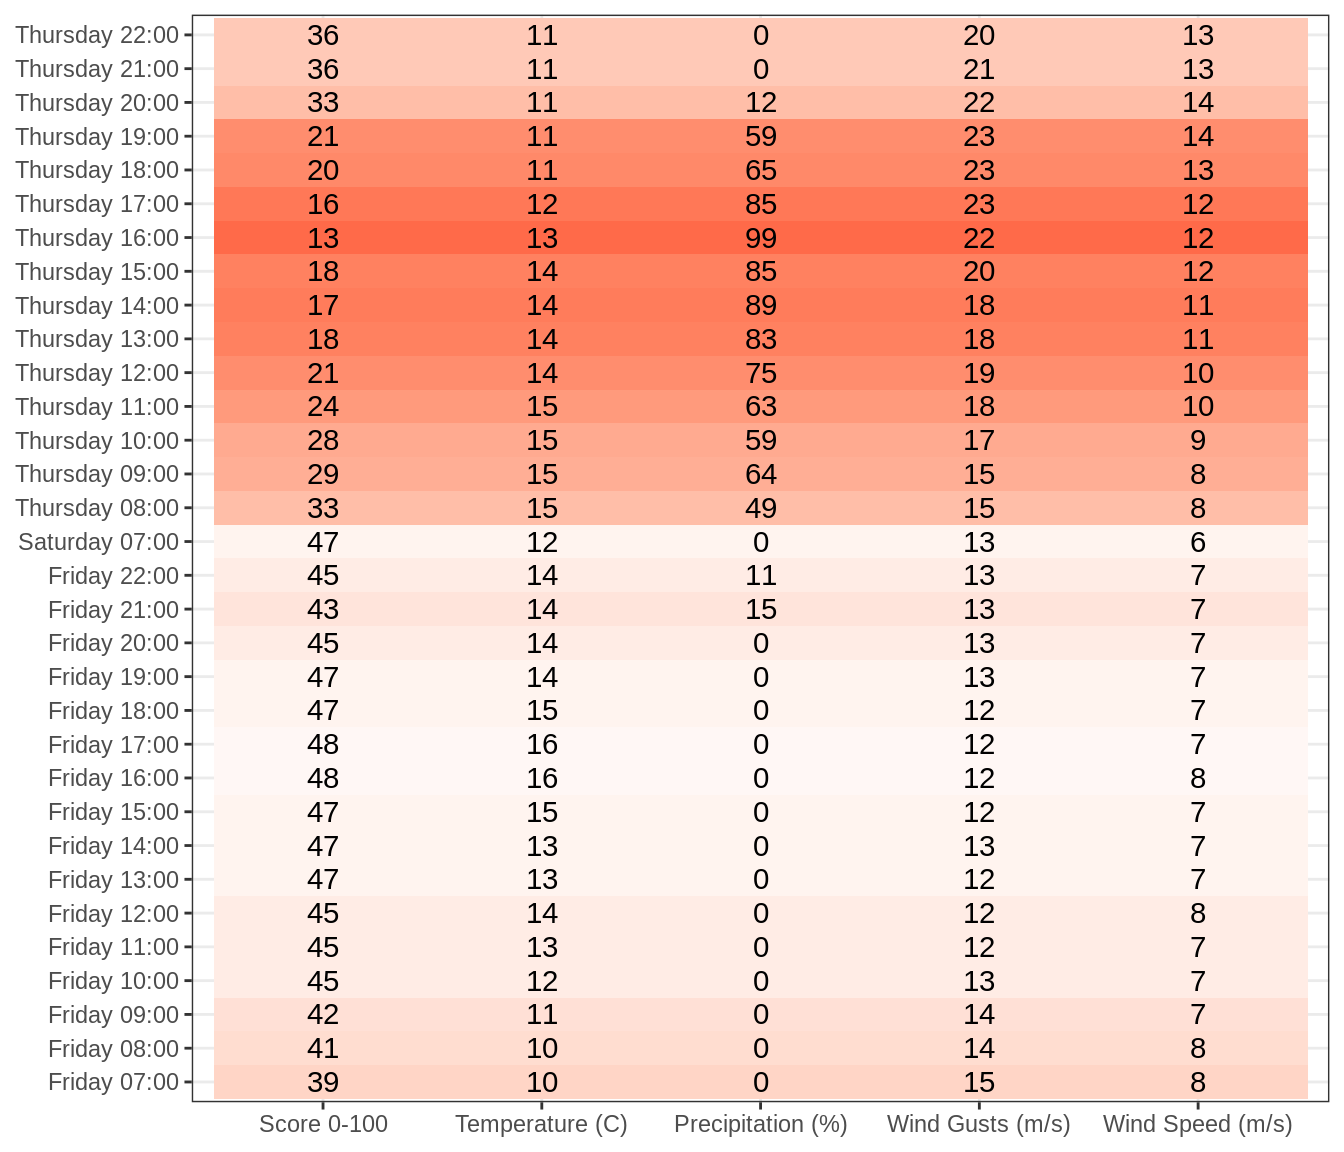 Thursday 22:00 36 11 0 20 13
Thursday 21:00 36 11 0 21 13
Thursday 20:00 33 11 12 22 14
Thursday 19:00 21 11 59 23 14
Thursday 18:00 20 11 65 23 13
Thursday 17:00 16 12 85 23 12
Thursday 16:00 13 13 99 22 12
Thursday 15:00 18 14 85 20 12
Thursday 14:00 17 14 89 18 11
Thursday 13:00 18 14 83 18 11
Thursday 12:00 21 14 75 19 10
Thursday 11:00 24 15 63 18 10
Thursday 10:00 28 15 59 17 9
Thursday 09:00 29 15 64 15 8
Thursday 08:00 33 15 49 15 8
Saturday 07:00 47 12 0 13 6
Friday 22:00 45 14 11 13 7
Friday 21:00 43 14 15 13 7
Friday 20:00 45 14 0 13 7
Friday 19:00 47 14 0 13 7
Friday 18:00 47 15 0 12 7
Friday 17:00 48 16 0 12 7
Friday 16:00 48 16 0 12 8
Friday 15:00 47 15 0 12 7
Friday 14:00 47 13 0 13 7
Friday 13:00 47 13 0 12 7
Friday 12:00 45 14 0 12 8
Friday 11:00 45 13 0 12 7
Friday 10:00 45 12 0 13 7
Friday 09:00 42 11 0 14 7
Friday 08:00 41 10 0 14 8
Friday 07:00 39 10 0 15 8
Score 0-100 Temperature (C) Precipitation (%) Wind Gusts (m/s) Wind Speed (m/s)